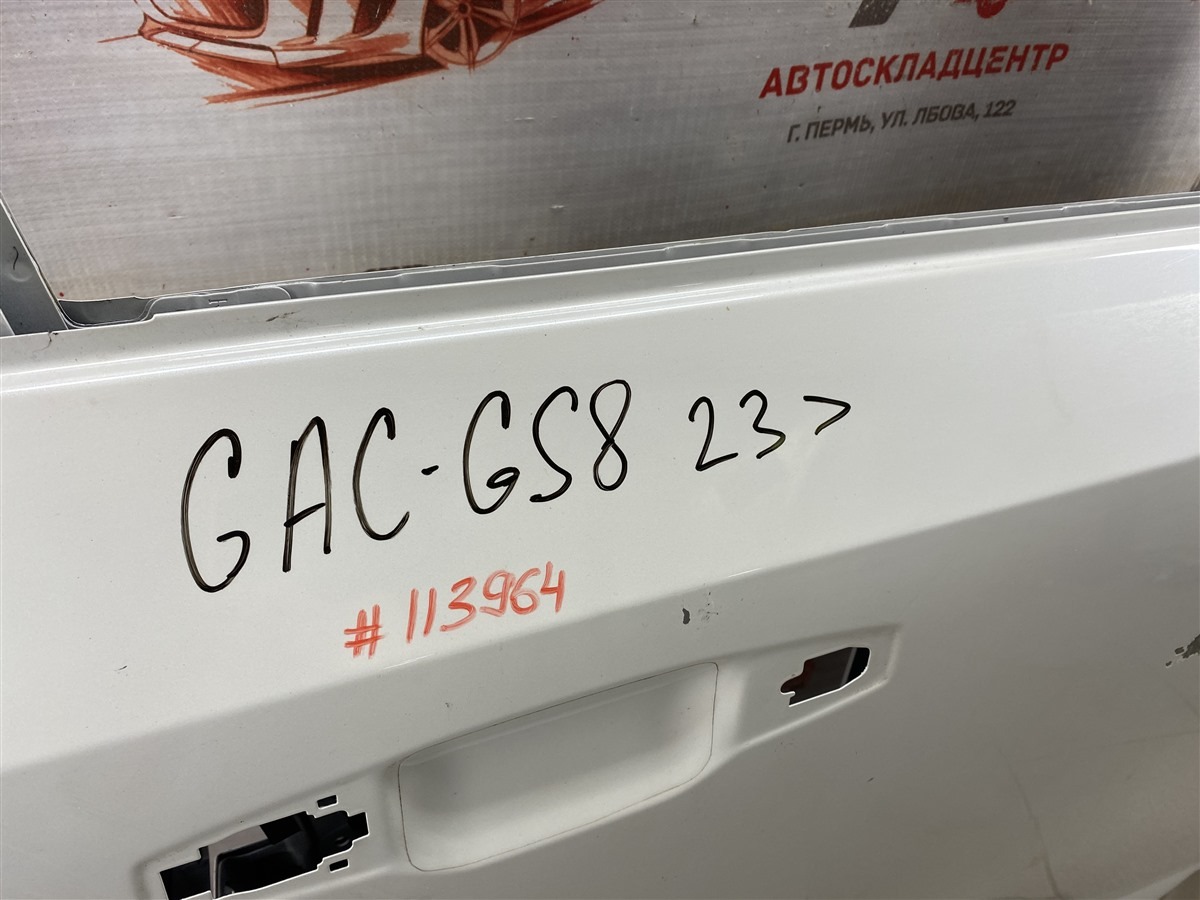 АВТОСКЛАДЦЕНТР
Г. ПЕРМЬ, УЛ. ЛБОВА, 122
GAC-GS8 23>
#113964